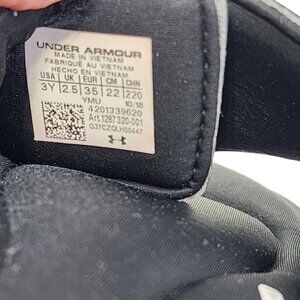 UNDER ARMOUR
MADE IN VIETNAM
FABRIQUÉ AU VIETNAM
HECHO EN VIETNAM
USA UK EUR CM CHN
3Y 2.5 35 22 220
YMU 10/18
4201339620
Art.1287320-001
Q37CZQLH00447